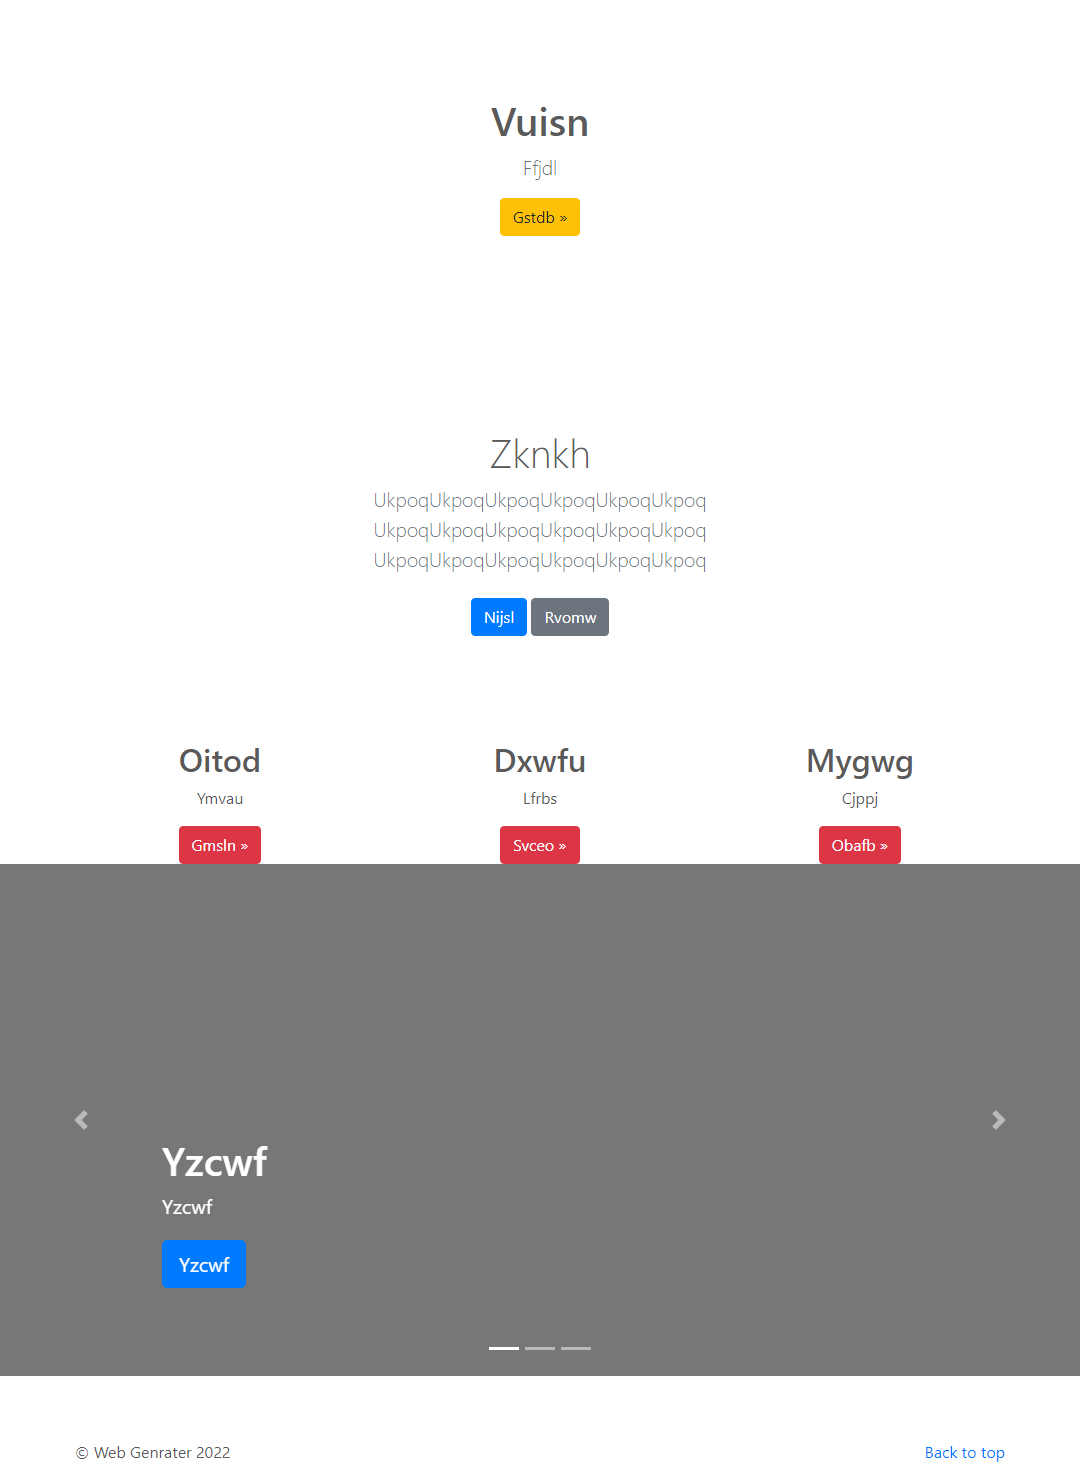 Vuisn
Ffjdl
Gstdb »
Zknkh
UkpoqUkpoqUkpoqUkpoqUkpoqUkpoq
UkpoqUkpoqUkpoqUkpoqUkpoqUkpoq
UkpoqUkpoqUkpoqUkpoqUkpoqUkpoq
Nijsl Rvomw
Oitod Dxwfu Mygwg
Ymvau Lfrbs Cjppj
Gmsln » Svceo » Obafb »
Yzcwf
Yzcwf
Yzcwf
© Web Genrater 2022 Back to top